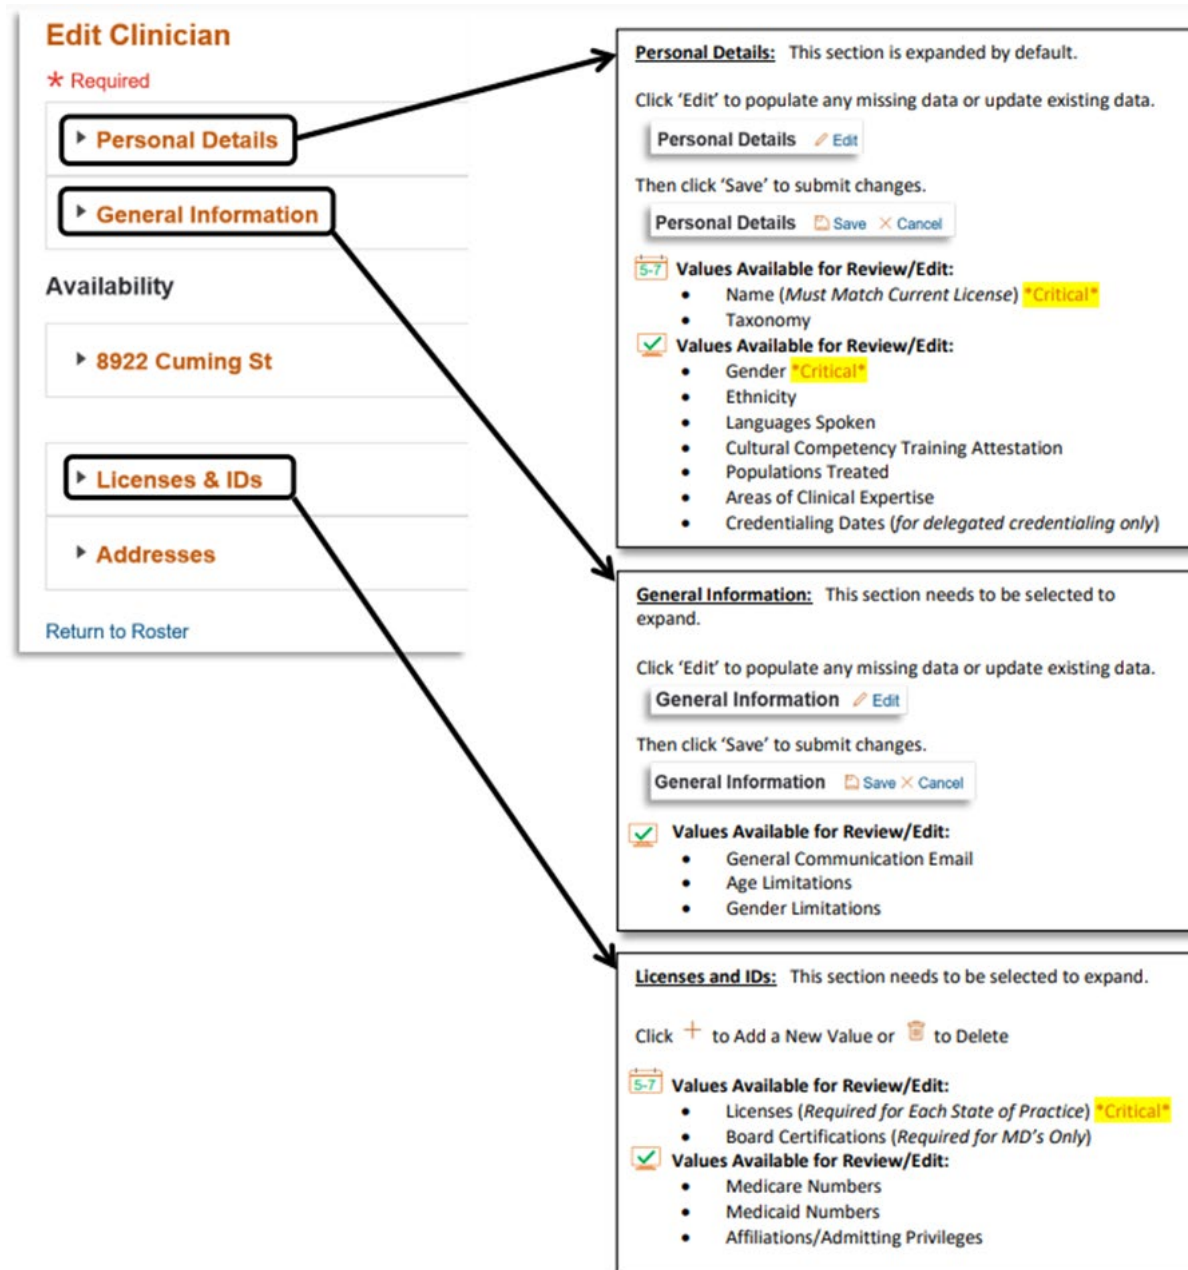 Edit Clinician
* Required
Personal Details
General Information
Availability
8922 Cuming St
Licenses & IDs
Addresses
Return to Roster
Personal Details: This section is expanded by default.
Click ‘Edit’ to populate any missing data or update existing data.
Personal Details Edit
Then click ‘Save’ to submit changes.
Personal Details Save Cancel
5-7 Values Available for Review/Edit:
• Name (Must Match Current License) *Critical*
• Taxonomy
Values Available for Review/Edit:
• Gender *Critical*
• Ethnicity
• Languages Spoken
• Cultural Competency Training Attestation
• Populations Treated
• Areas of Clinical Expertise
• Credentialing Dates (for delegated credentialing only)
General Information: This section needs to be selected to
expand.
Click ‘Edit’ to populate any missing data or update existing data.
General Information Edit
Then click ‘Save’ to submit changes.
General Information Save Cancel
Values Available for Review/Edit:
• General Communication Email
• Age Limitations
• Gender Limitations
Licenses and IDs: This section needs to be selected to expand.
Click + to Add a New Value or to Delete
5-7 Values Available for Review/Edit:
• Licenses (Required for Each State of Practice) *Critical*
• Board Certifications (Required for MD’s Only)
Values Available for Review/Edit:
• Medicare Numbers
• Medicaid Numbers
• Affiliations/Admitting Privileges